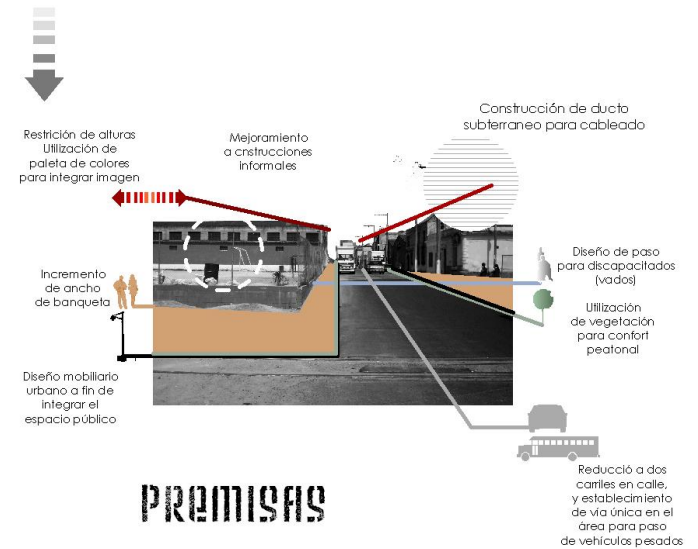 Restrición de alturas
Utilización de
paleta de colores
para integrar imagen
Mejoramiento
a cnstrucciones
informales
Construcción de ducto
subterraneo para cableado
Incremento
de ancho
de banqueta
Diseño de paso
para discapacitados
(vados)
Utilización
de vegetación
para confort
peatonal
Diseño mobiliario
urbano a fin de
integrar el
espacio público
Reducció a dos
carriles en calle,
y establecimiento
de via única en el
área para paso
de vehículos pesados
PREMISAS